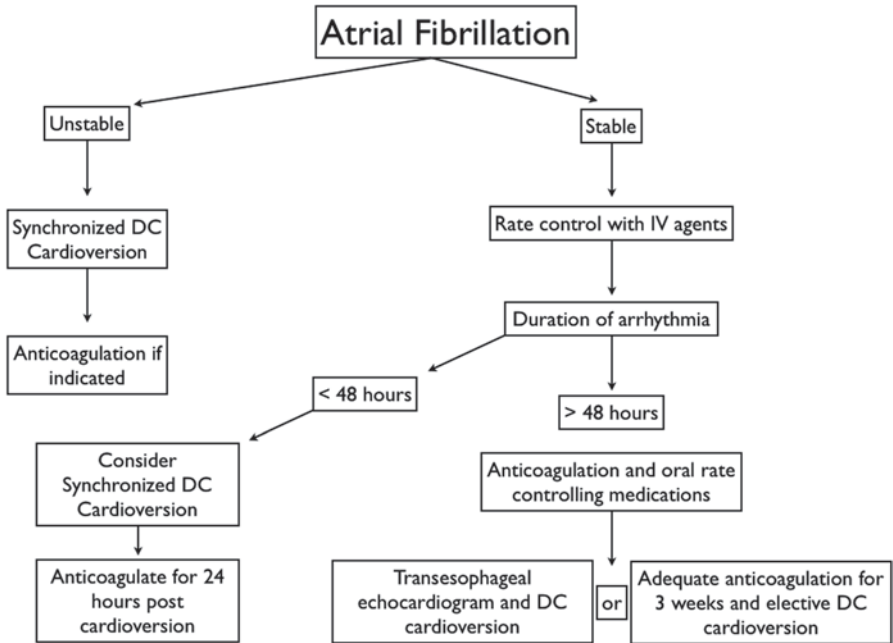 Atrial Fibrillation
Unstable
Stable
Synchronized DC
Cardioversion
Rate control with IV agents
Anticoagulation if
indicated
Duration of arrhythmia
< 48 hours
> 48 hours
Consider
Synchronized DC
Cardioversion
Anticoagulation and oral rate
controlling medications
Anticoagulate for 24
hours post
cardioversion
Transesophageal
echocardiogram and DC
cardioversion
or
Adequate anticoagulation for
3 weeks and elective DC
cardioversion